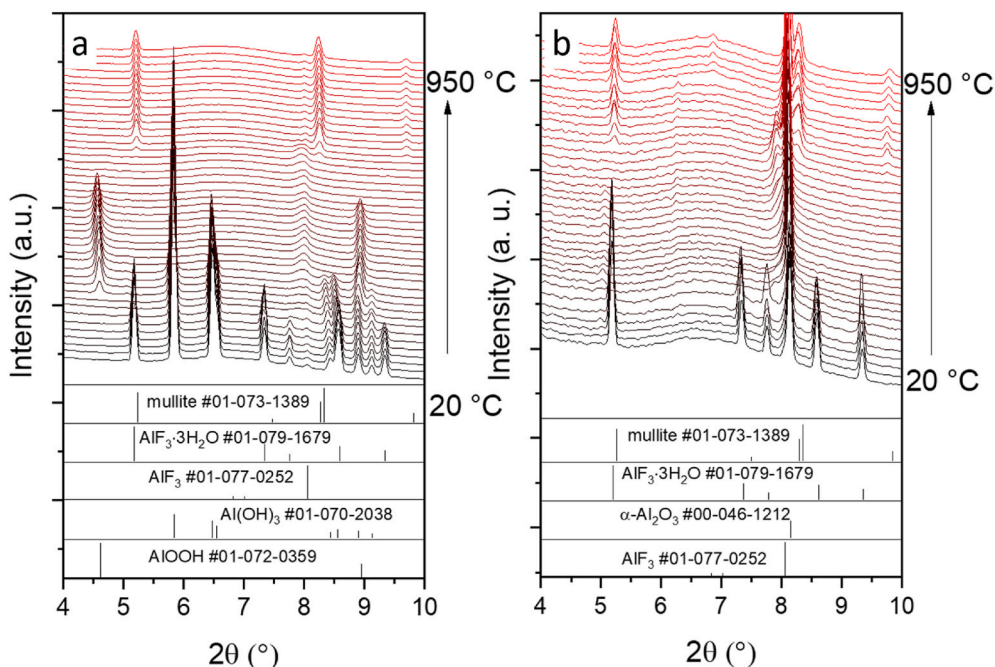 a
Intensity (a.u.)
950 °C
20 °C
mullite #01-073-1389
AlF3·3H2O #01-079-1679
AlF3 #01-077-0252
Al(OH)3 #01-070-2038
AlOOH #01-072-0359
4 5 6 7 8 9 10
2θ (°)
b
Intensity (a. u.)
950 °C
20 °C
mullite #01-073-1389
AlF3·3H2O #01-079-1679
α-Al2O3 #00-046-1212
AlF3 #01-077-0252
4 5 6 7 8 9 10
2θ (°)